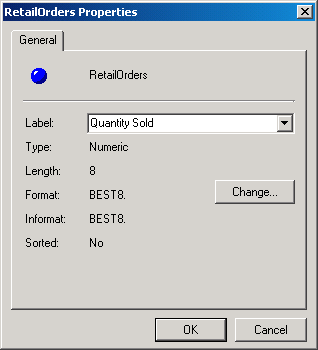 RetailOrders Properties
General
RetailOrders
Label: Quantity Sold
Type: Numeric
Length: 8
Format: BEST8.
Change...
Informat: BEST8.
Sorted: No
OK Cancel